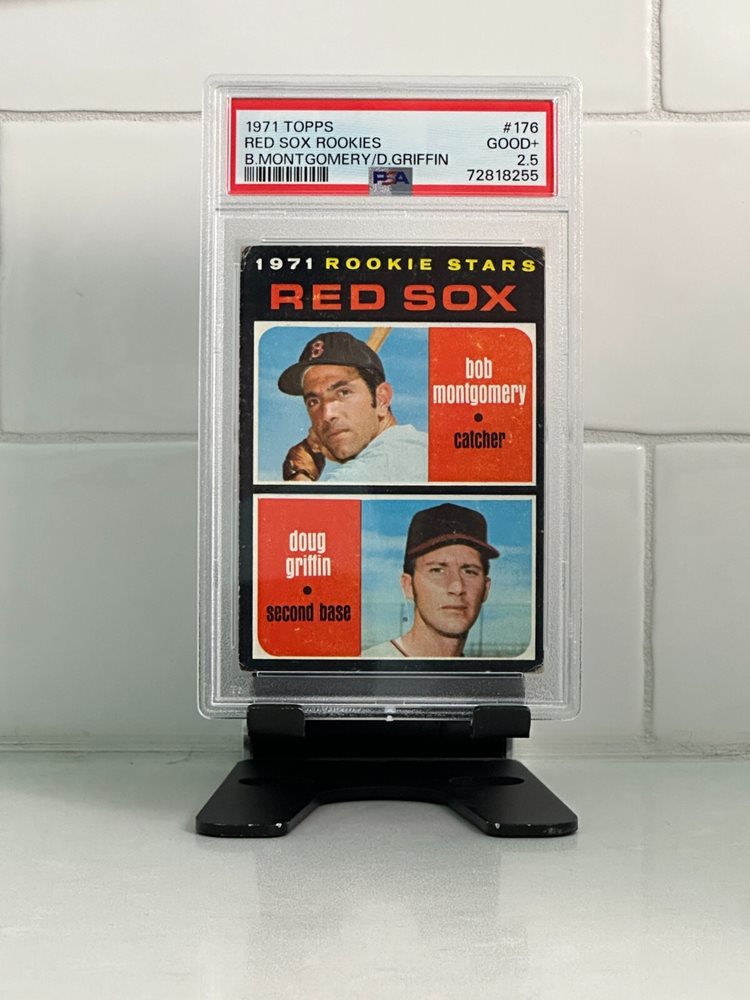 1971 TOPPS #176
RED SOX ROOKIES GOOD+
B.MONTGOMERY/D.GRIFFIN 2.5
PSA 72818255
1971 ROOKIE STARS
RED SOX
B
bob
montgomery
catcher
doug
griffin
second base